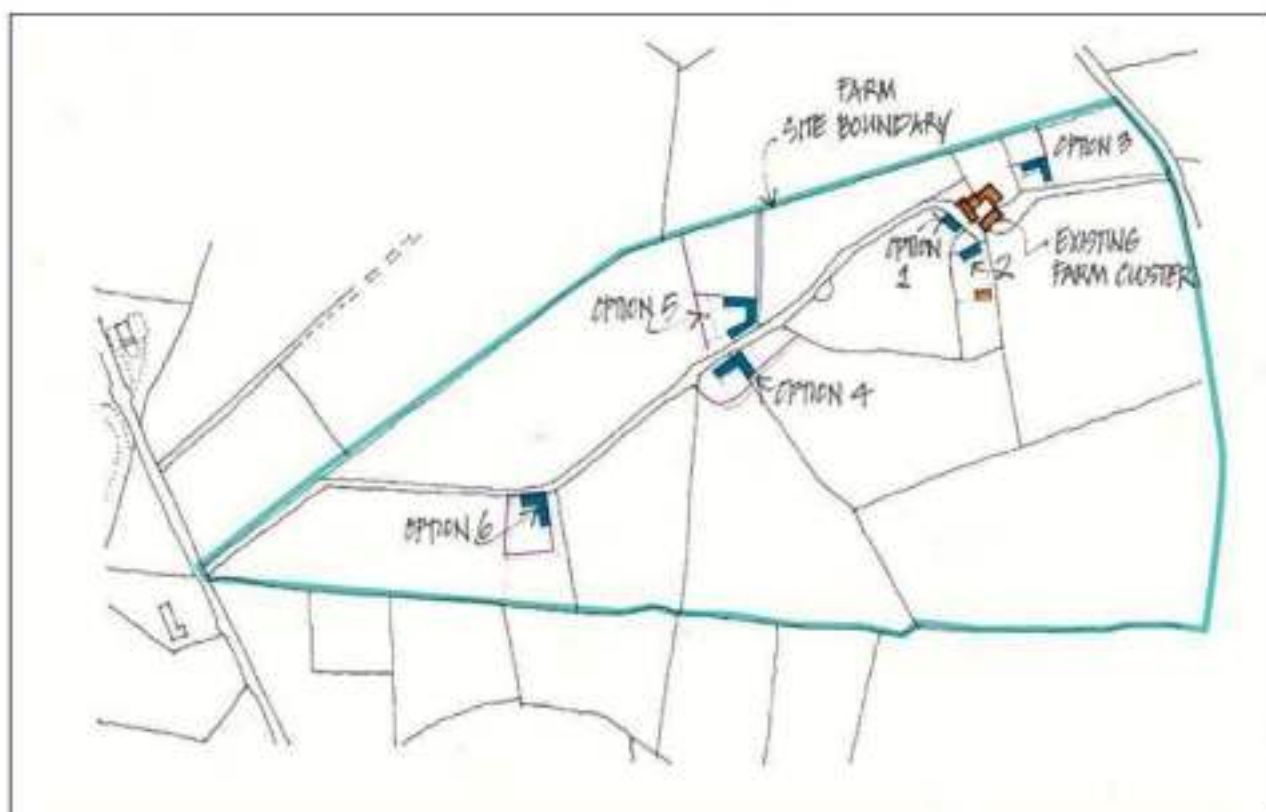 FARM
SITE BOUNDARY
OPTION 3
OPTION
1
2
EXISTING
FARM CLUSTER
OPTION 5
OPTION 4
OPTION 6